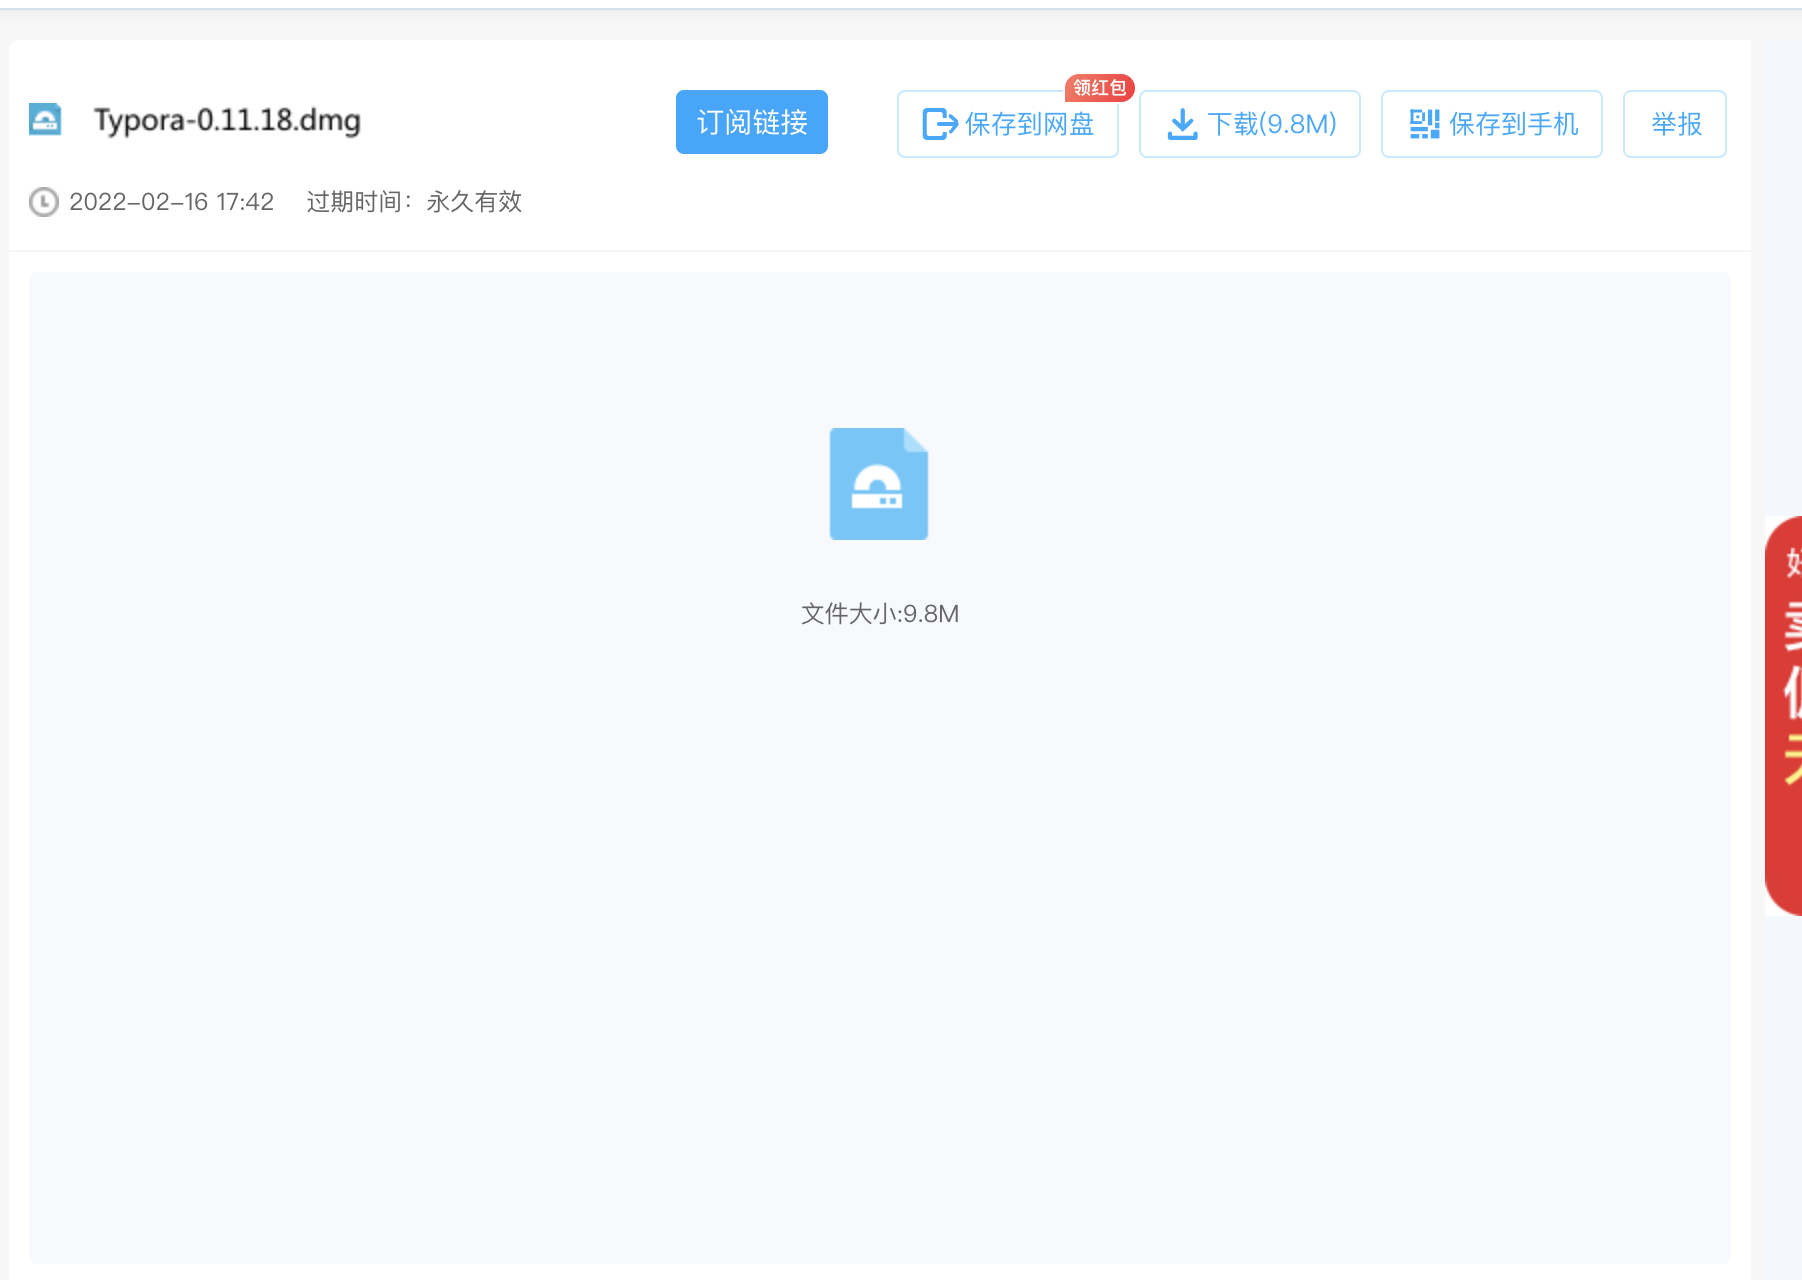 Typora-0.11.18.dmg
订阅链接
领红包
保存到网盘
下载(9.8M)
保存到手机
举报
2022-02-16 17:42 过期时间：永久有效
文件大小:9.8M